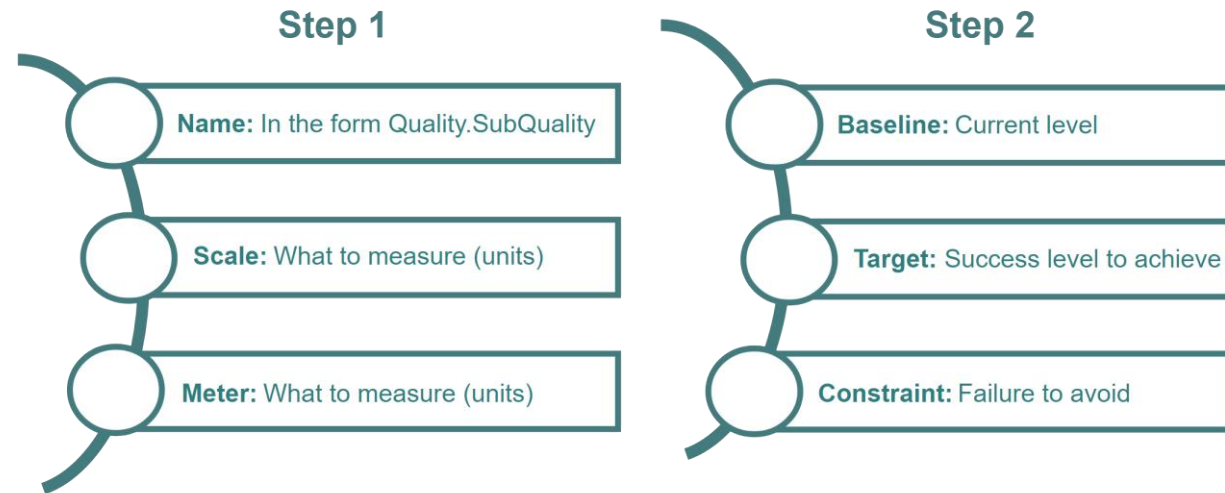 Step 1
Name: In the form Quality.SubQuality
Scale: What to measure (units)
Meter: What to measure (units)
Step 2
Baseline: Current level
Target: Success level to achieve
Constraint: Failure to avoid